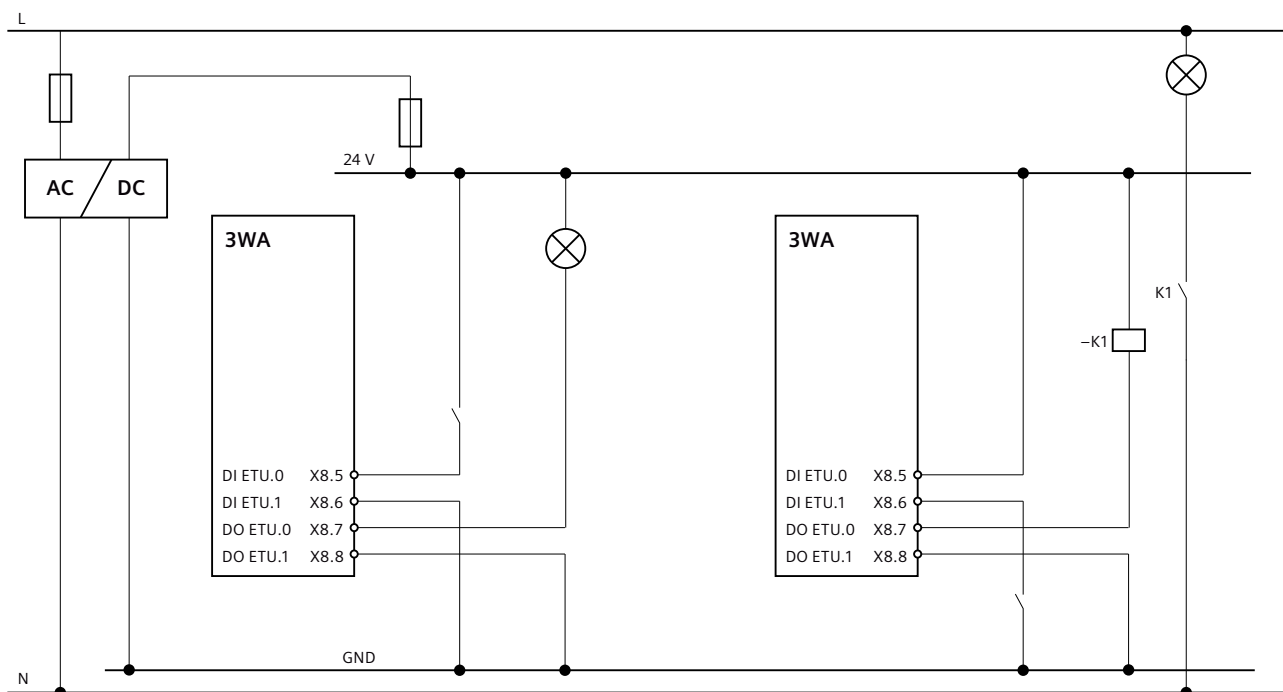 L
24 V
AC DC
3WA 3WA
K1
–K1
DI ETU.0 X8.5 DI ETU.0 X8.5
DI ETU.1 X8.6 DI ETU.1 X8.6
DO ETU.0 X8.7 DO ETU.0 X8.7
DO ETU.1 X8.8 DO ETU.1 X8.8
GND
N